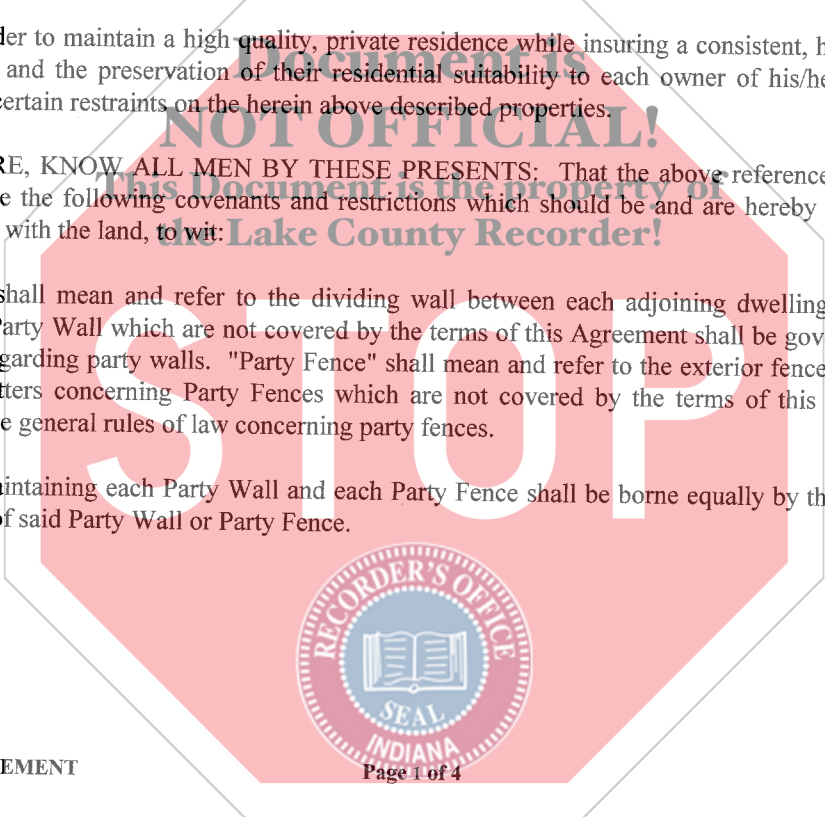 der to maintain a high quality, private residence while insuring a consistent, h
and the preservation of their residential suitability to each owner of his/he
certain restraints on the herein above described properties.
RE, KNOW ALL MEN BY THESE PRESENTS: That the above reference
e the following covenants and restrictions which should be and are hereby
with the land, to wit:
shall mean and refer to the dividing wall between each adjoining dwelling
Party Wall which are not covered by the terms of this Agreement shall be gov
garding party walls. "Party Fence" shall mean and refer to the exterior fence
tters concerning Party Fences which are not covered by the terms of this
e general rules of law concerning party fences.
intaining each Party Wall and each Party Fence shall be borne equally by th
of said Party Wall or Party Fence.
EMENT
Page 1 of 4
Document is
NOT OFFICIAL!
This Document is the property of
the Lake County Recorder!
STOP
RECORDER'S OFFICE
SEAL
INDIANA